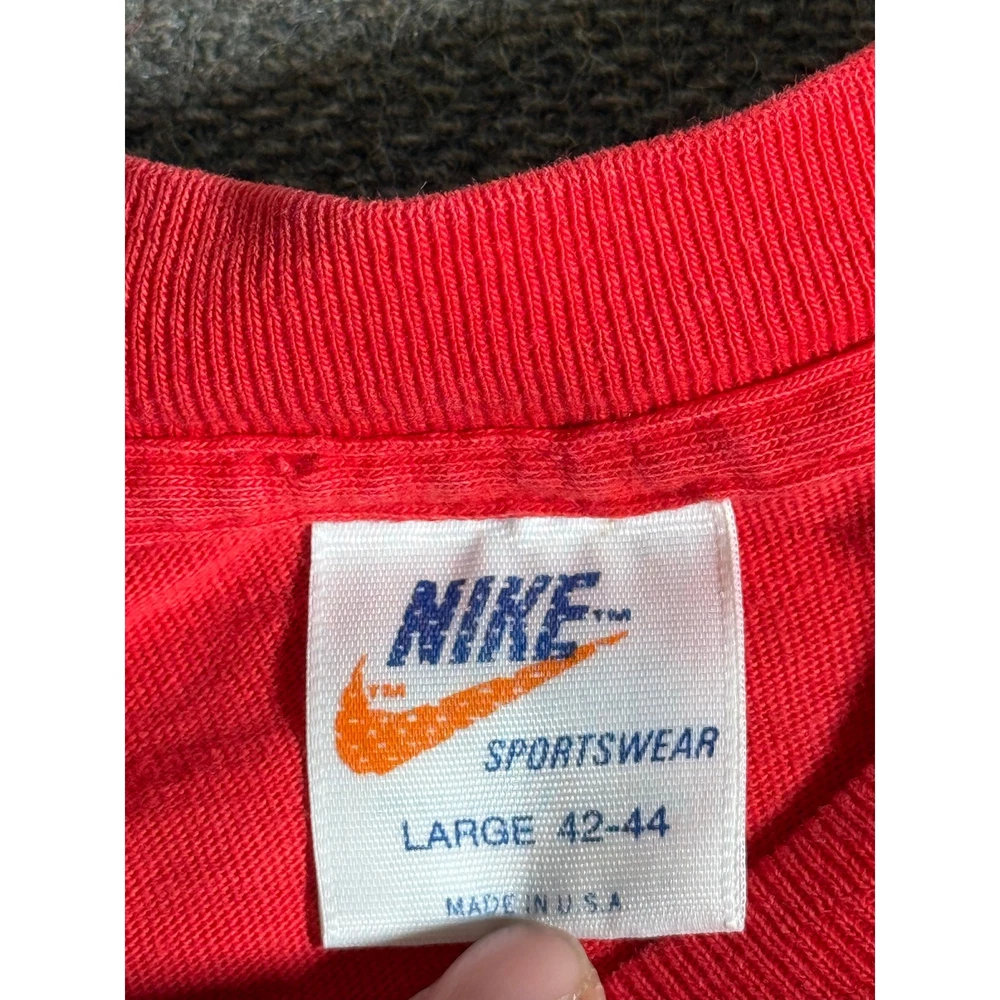 NIKE™
™
SPORTSWEAR
LARGE 42-44
MADE IN U.S.A